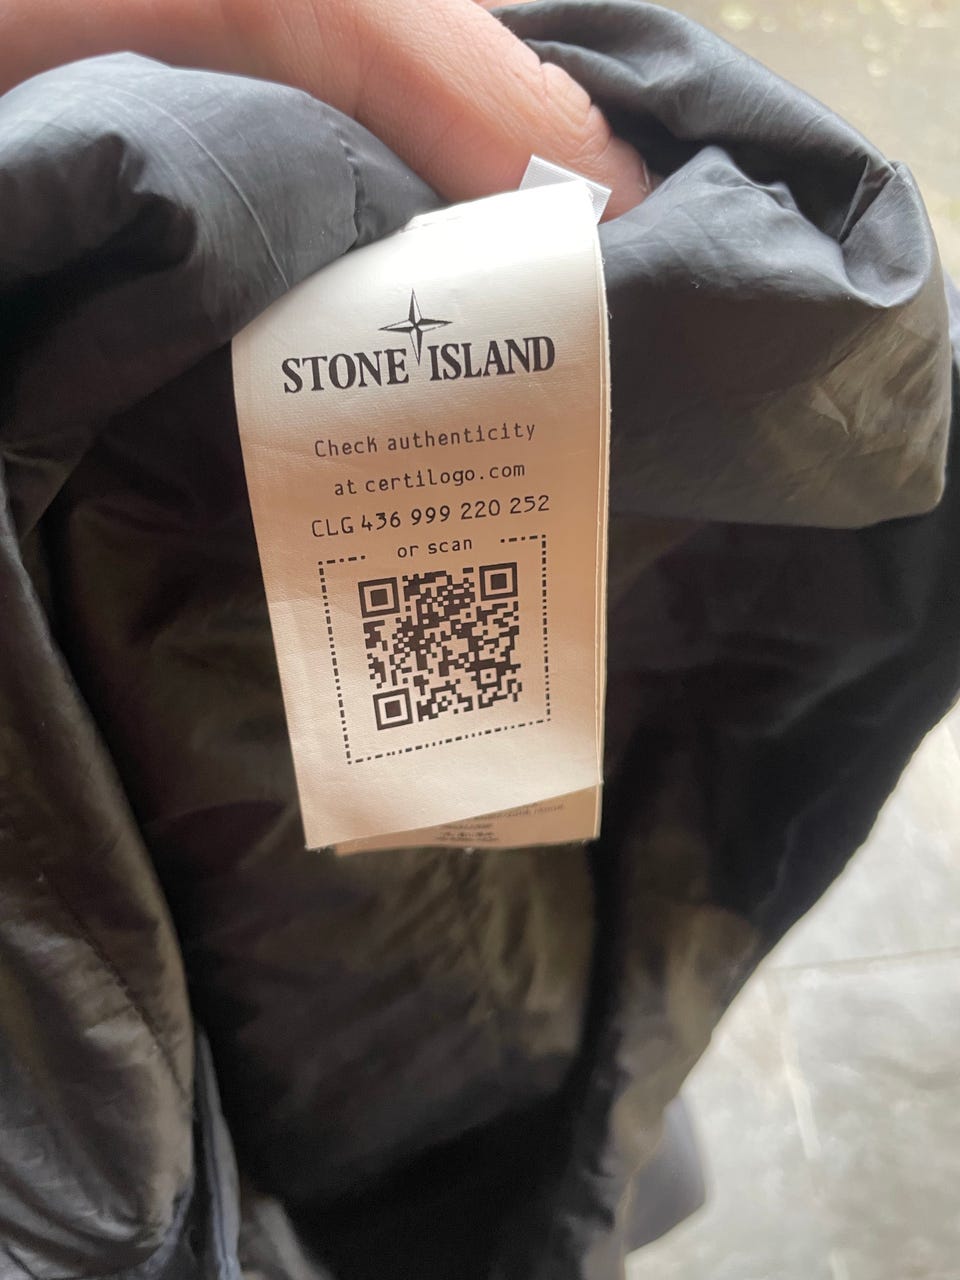 STONE ISLAND
Check authenticity
at certilogo.com
CLG 436 999 220 252
or scan